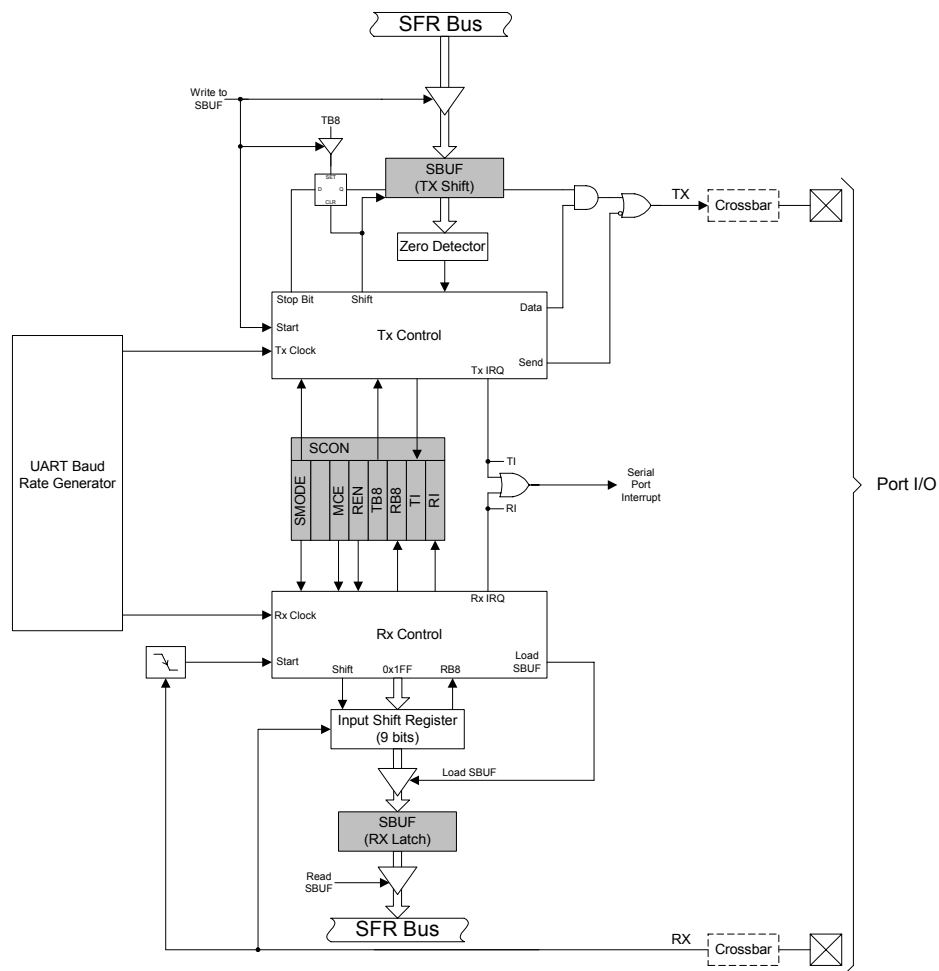 SFR Bus
Write to
SBUF
TB8
SET
D
Q
CLR
SBUF
(TX Shift)
TX
Crossbar
Zero Detector
Stop Bit
Shift
Data
Start
Tx Control
Tx Clock
Send
Tx IRQ
UART Baud
Rate Generator
SCON
SMODE
MCE
REN
TB8
RB8
TI
RI
TI
RI
Serial
Port
Interrupt
Port I/O
Rx IRQ
Rx Clock
Rx Control
Start
Load
SBUF
Shift
0x1FF
RB8
Input Shift Register
(9 bits)
Load SBUF
SBUF
(RX Latch)
Read
SBUF
SFR Bus
RX
Crossbar